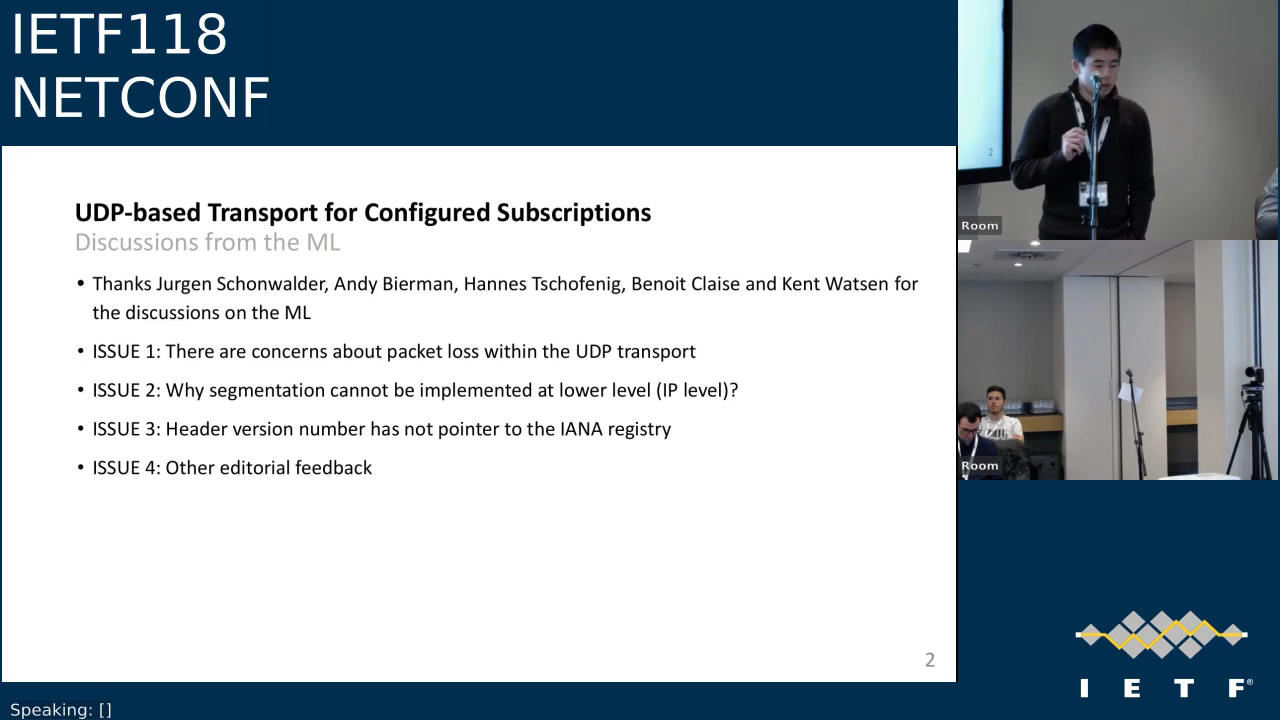 IETF118
NETCONF
UDP-based Transport for Configured Subscriptions
Discussions from the ML
• Thanks Jurgen Schonwalder, Andy Bierman, Hannes Tschofenig, Benoit Claise and Kent Watsen for
the discussions on the ML
• ISSUE 1: There are concerns about packet loss within the UDP transport
• ISSUE 2: Why segmentation cannot be implemented at lower level (IP level)?
• ISSUE 3: Header version number has not pointer to the IANA registry
• ISSUE 4: Other editorial feedback
2
2
Room
Room
I E T F®
Speaking: []